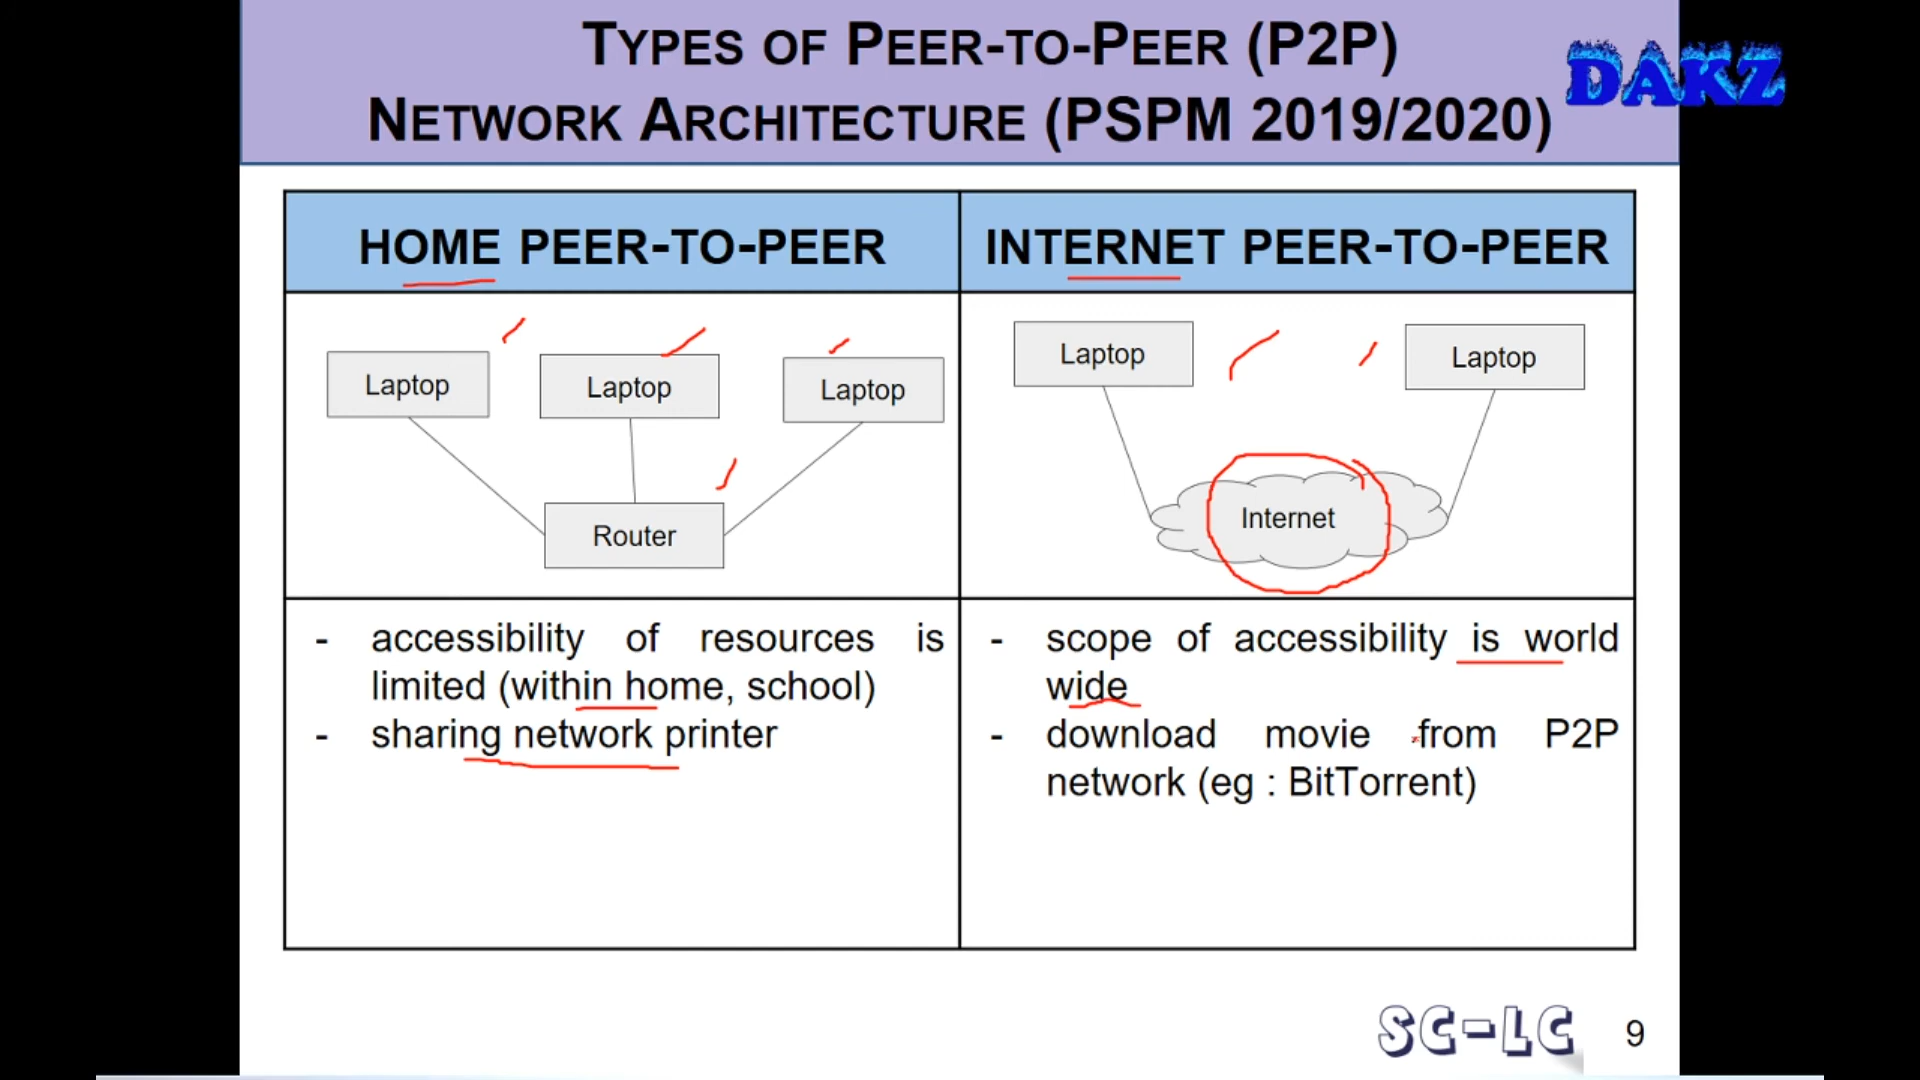 TYPES OF PEER-TO-PEER (P2P)
NETWORK ARCHITECTURE (PSPM 2019/2020)
DAKZ
HOME PEER-TO-PEER
INTERNET PEER-TO-PEER
Laptop
Laptop
Laptop
Router
Laptop
Laptop
Internet
- accessibility of resources is
limited (within home, school)
- sharing network printer
- scope of accessibility is world
wide
- download movie from P2P
network (eg : BitTorrent)
SC-LC
9